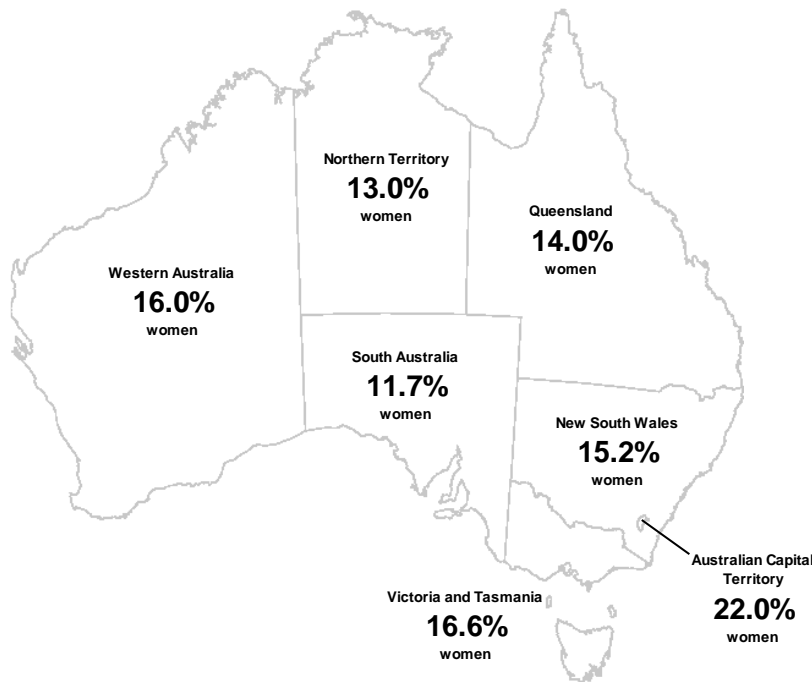 Northern Territory
13.0%
women
Queensland
14.0%
women
Western Australia
16.0%
women
South Australia
11.7%
women
New South Wales
15.2%
women
Australian Capital
Territory
22.0%
women
Victoria and Tasmania
16.6%
women